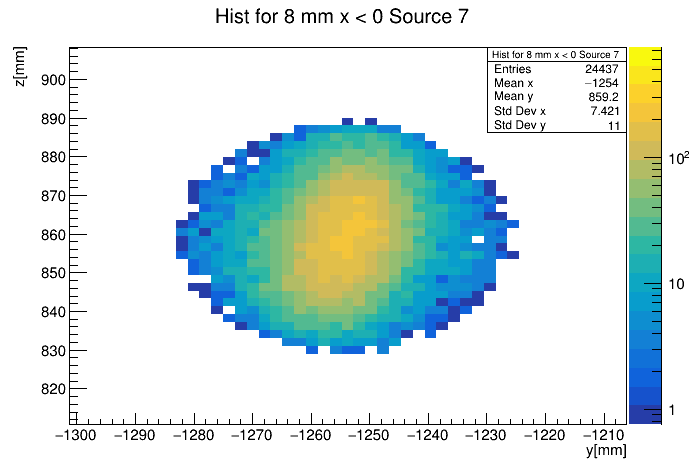 Hist for 8 mm x < 0 Source 7
z[mm]
Hist for 8 mm x < 0 Source 7
Entries 24437
Mean x −1254
Mean y 859.2
Std Dev x 7.421
Std Dev y 11
900
890
880
870
860
850
840
830
820
10²
10
1
−1300 −1290 −1280 −1270 −1260 −1250 −1240 −1230 −1220 −1210
y[mm]